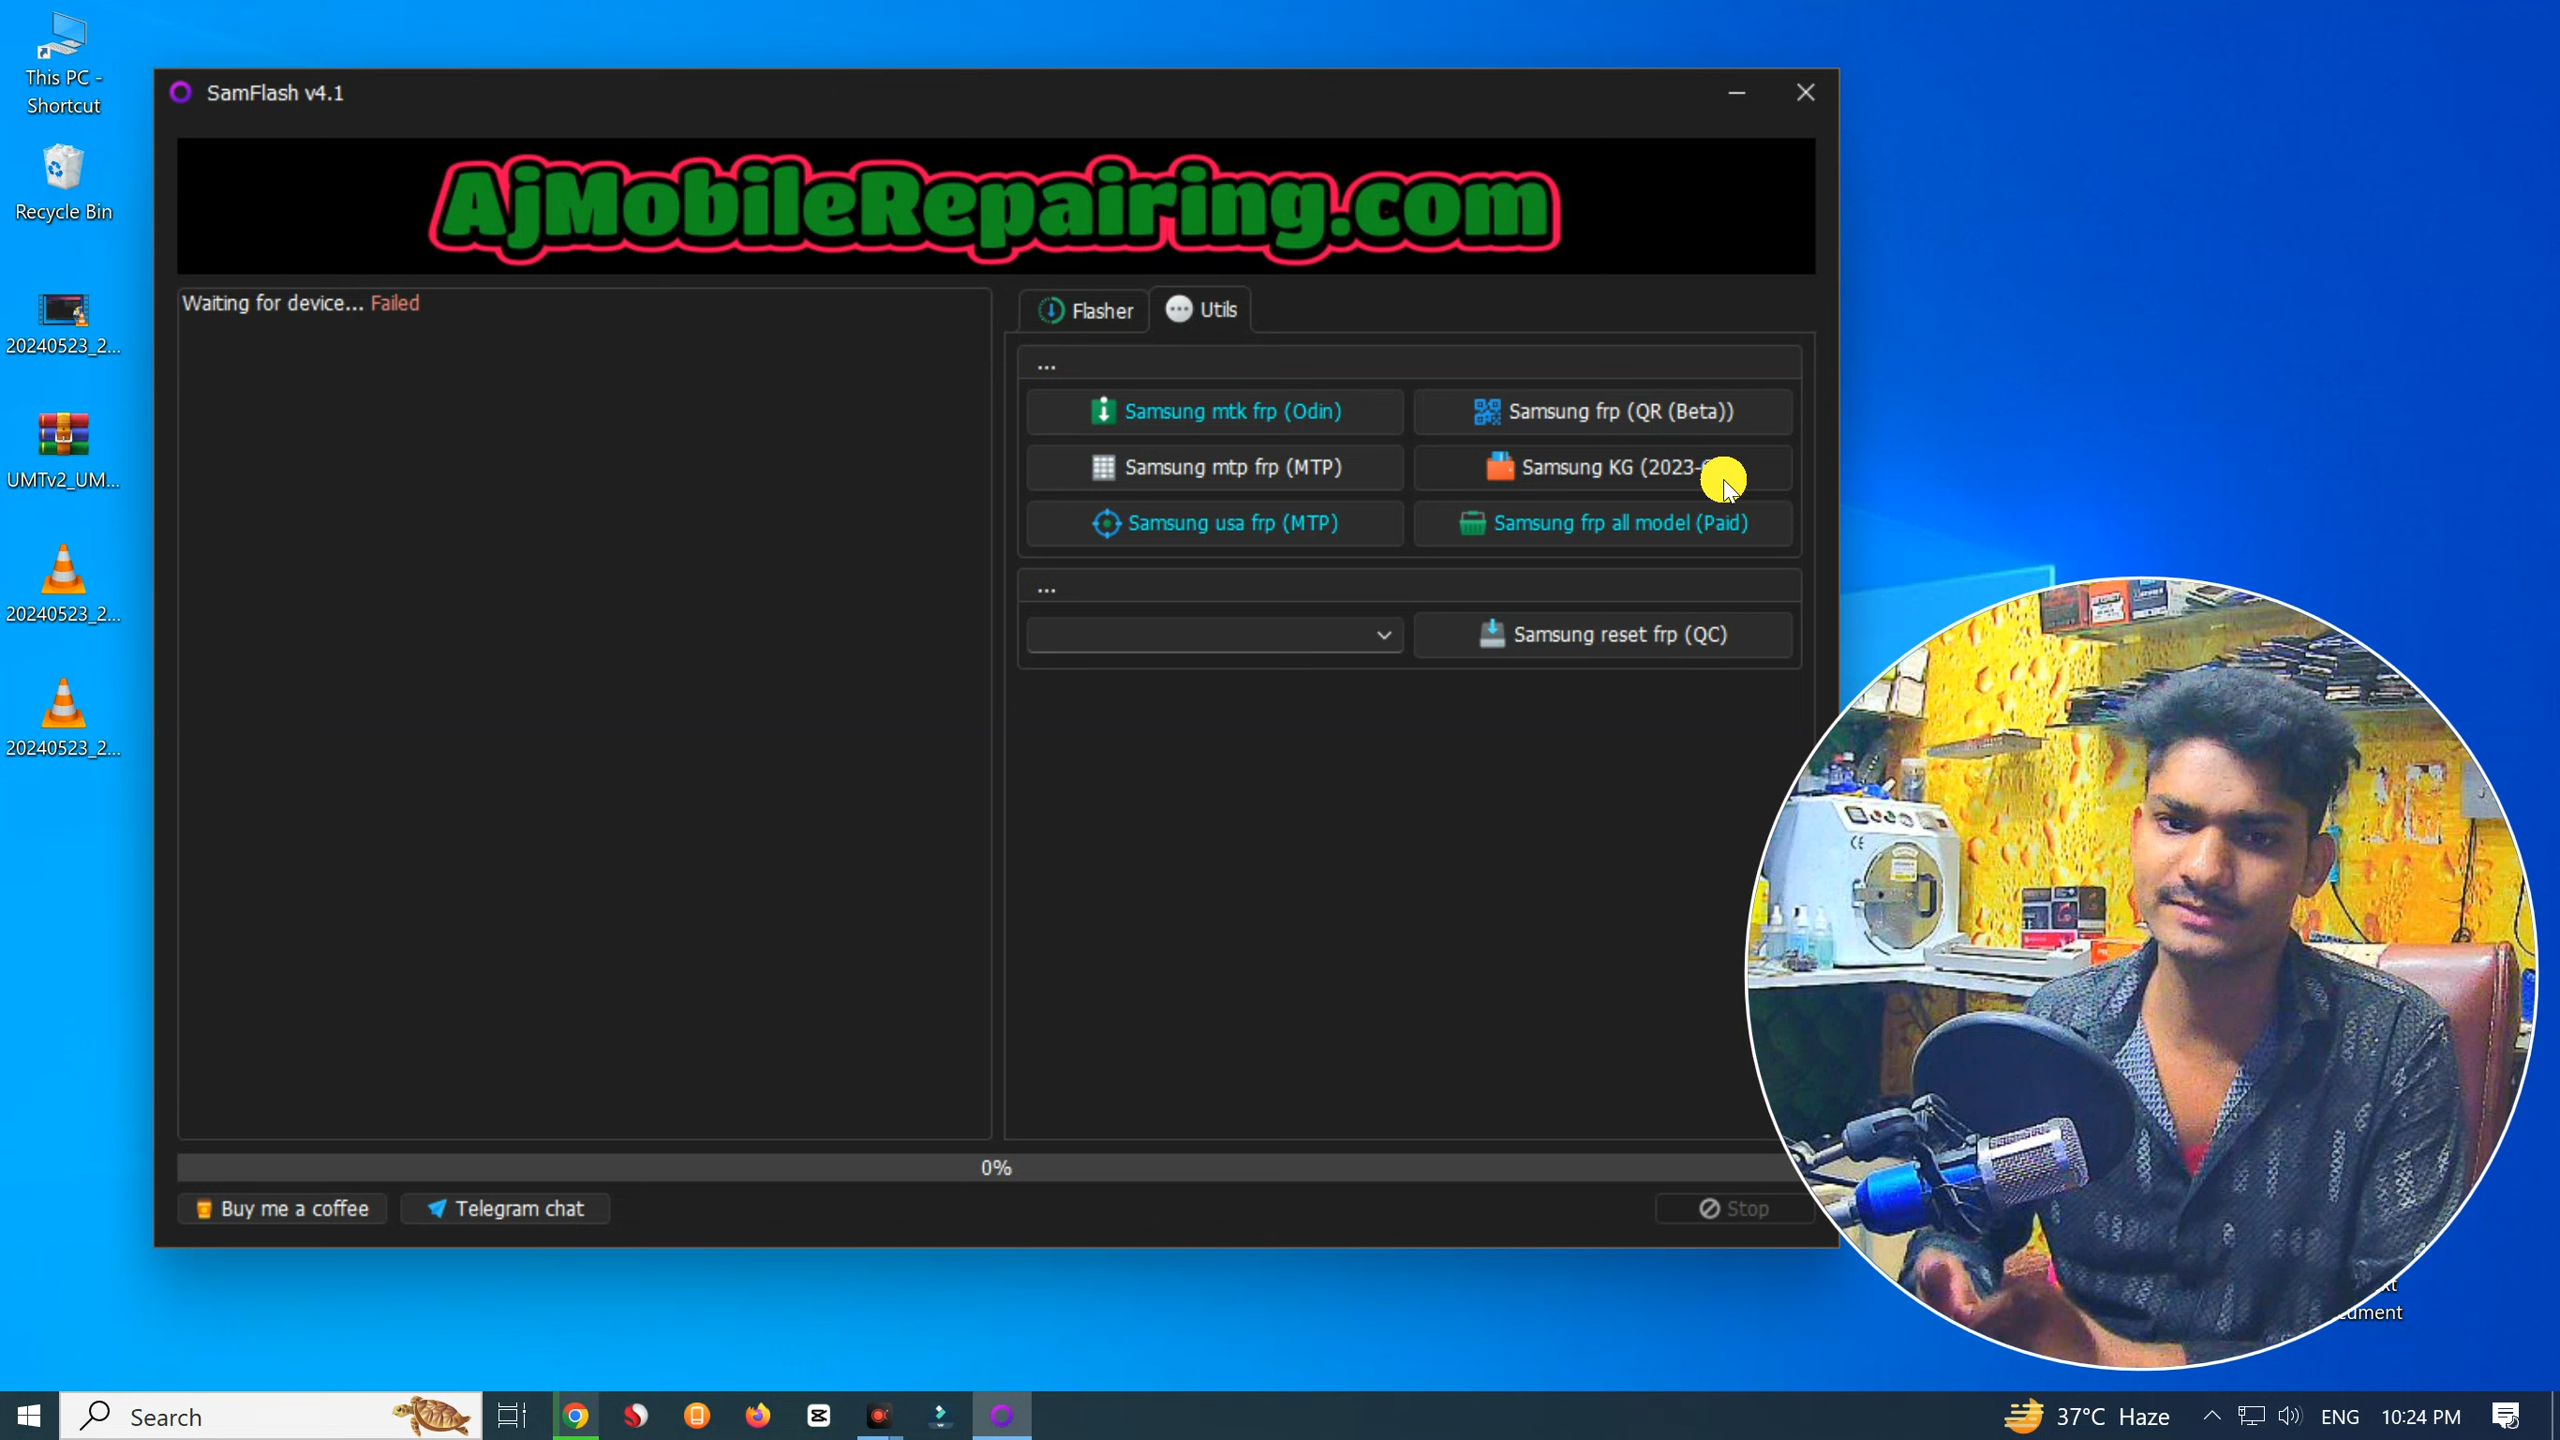 This PC -
Shortcut
Recycle Bin
20240523_2...
UMTv2_UM...
20240523_2...
20240523_2...
SamFlash v4.1
AjMobileRepairing.com
Waiting for device... Failed
Flasher
Utils
...
Samsung mtk frp (Odin)
Samsung frp (QR (Beta))
Samsung mtp frp (MTP)
Samsung KG (2023-
Samsung usa frp (MTP)
Samsung frp all model (Paid)
...
Samsung reset frp (QC)
0%
Buy me a coffee
Telegram chat
Stop
CE
Search
37°C Haze
ENG
10:24 PM